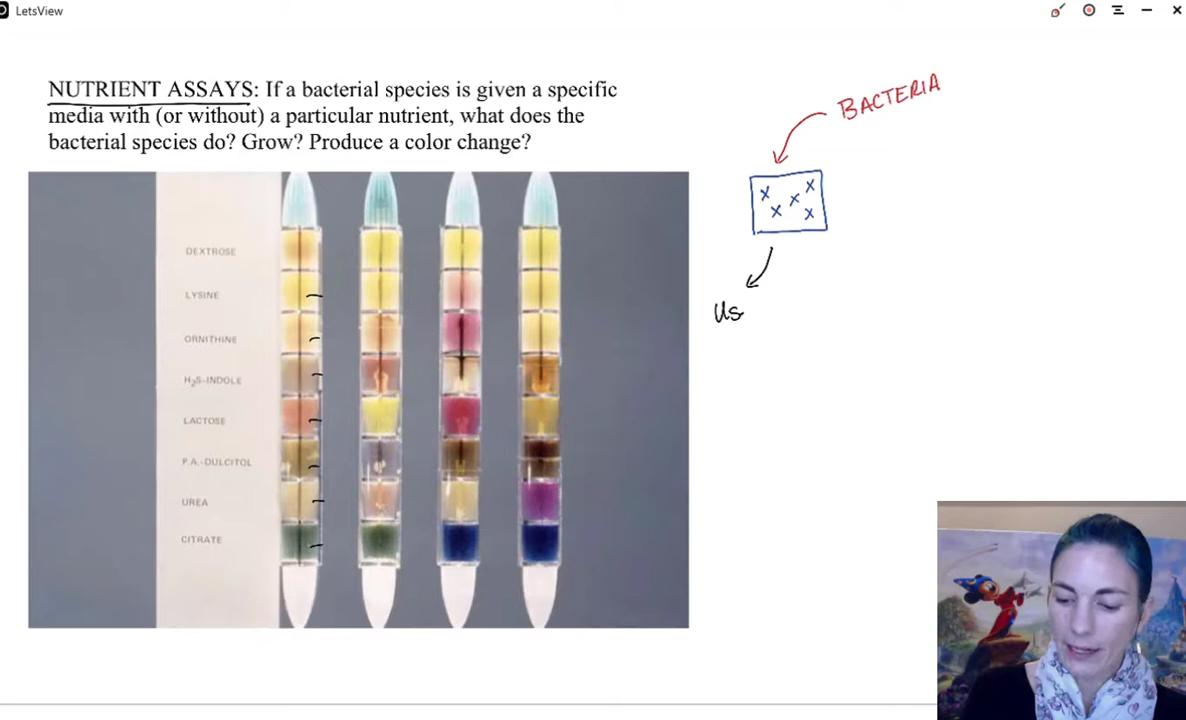 LetsView
NUTRIENT ASSAYS: If a bacterial species is given a specific
media with (or without) a particular nutrient, what does the
bacterial species do? Grow? Produce a color change?
BACTERIA
x x x x x
Us
DEXTROSE
LYSINE
ORNITHINE
H₂S-INDOLE
LACTOSE
P.A.-DULCITOL
UREA
CITRATE